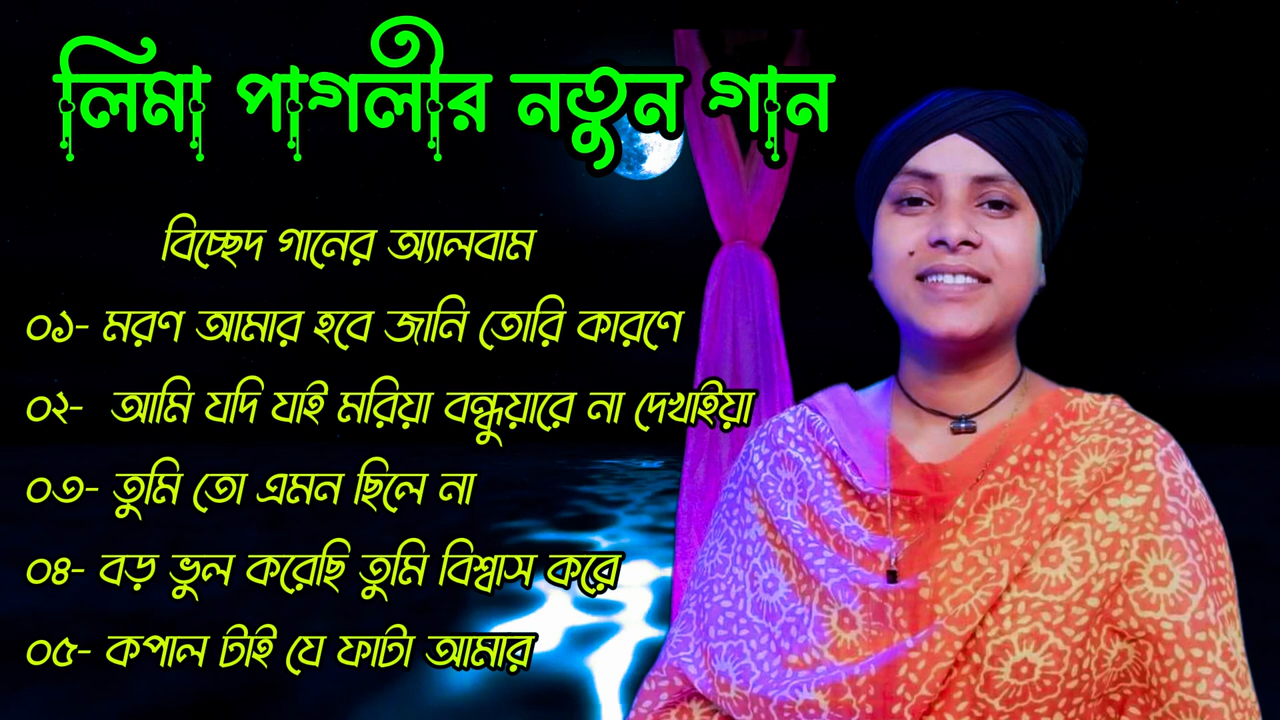 লিমা পাগলীর নতুন গান
বিচ্ছেদ গানের অ্যালবাম
০১- মরণ আমার হবে জানি তোরি কারণে
০২- আমি যদি যাই মরিয়া বন্ধুয়ারে না দেখাইয়া
০৩- তুমি তো এমন ছিলে না
০৪- বড় ভুল করেছি তুমি বিশ্বাস করে
০৫- কপাল টাই যে ফাটা আমার